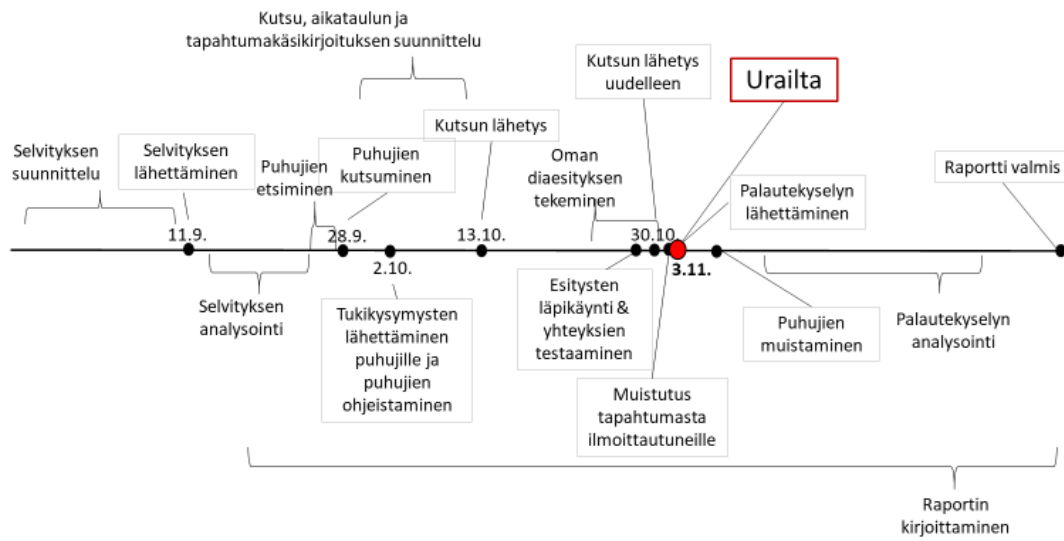 Kutsu, aikataulun ja
tapahtumakäsikirjoituksen suunnittelu
Kutsun lähetys
uudelleen
Urailta
Kutsun lähetys
Selvityksen
suunnittelu
Selvityksen
lähettäminen
Puhujien
etsiminen
Puhujien
kutsuminen
Oman
diaesityksen
tekeminen
Palautekyselyn
lähettäminen
Raportti valmis
11.9.
28.9.
2.10.
13.10.
30.10.
3.11.
Selvityksen
analysointi
Tukikysymysten
lähettäminen
puhujille ja
puhujien
ohjeistaminen
Esitysten
läpikäynti &
yhteyksien
testaaminen
Muistutus
tapahtumasta
ilmoittautuneille
Puhujien
muistaminen
Palautekyselyn
analysointi
Raportin
kirjoittaminen